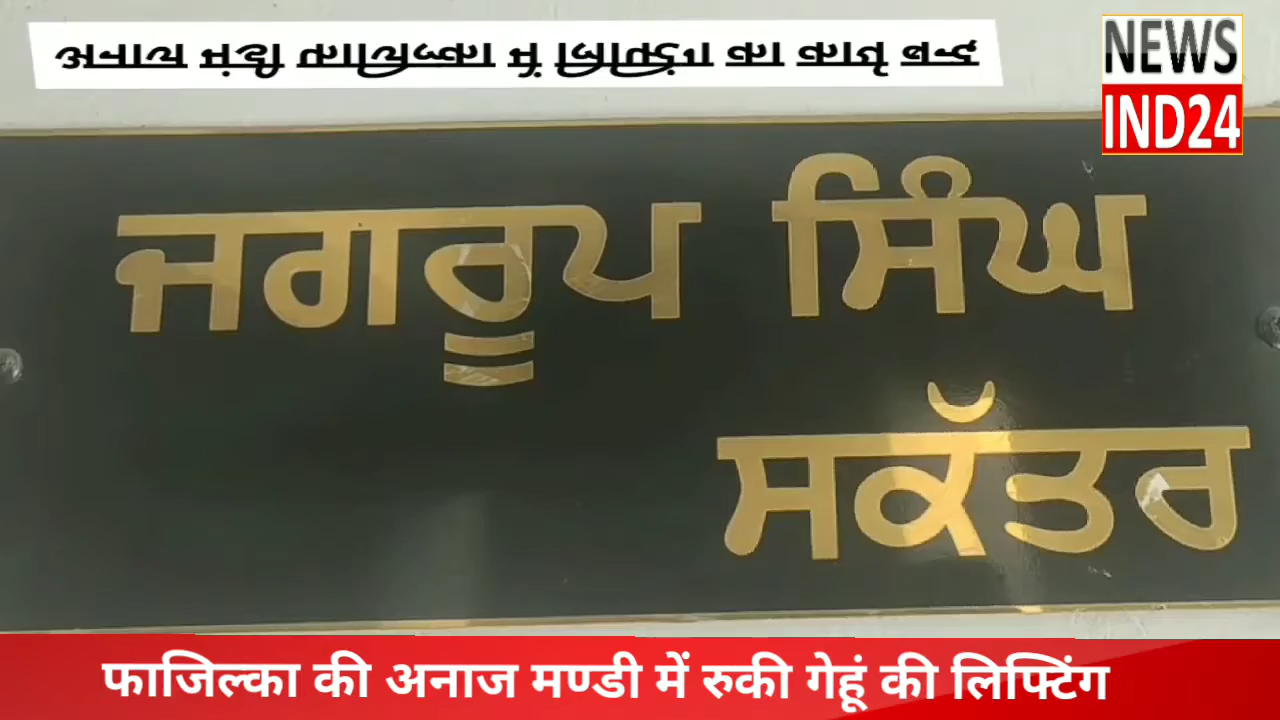 NEWS
IND24
ਜਗਰੂਪ ਸਿੰਘ
ਸਕੱਤਰ
फाजिल्का की अनाज मण्डी में रुकी गेहूं की लिफ्टिंग